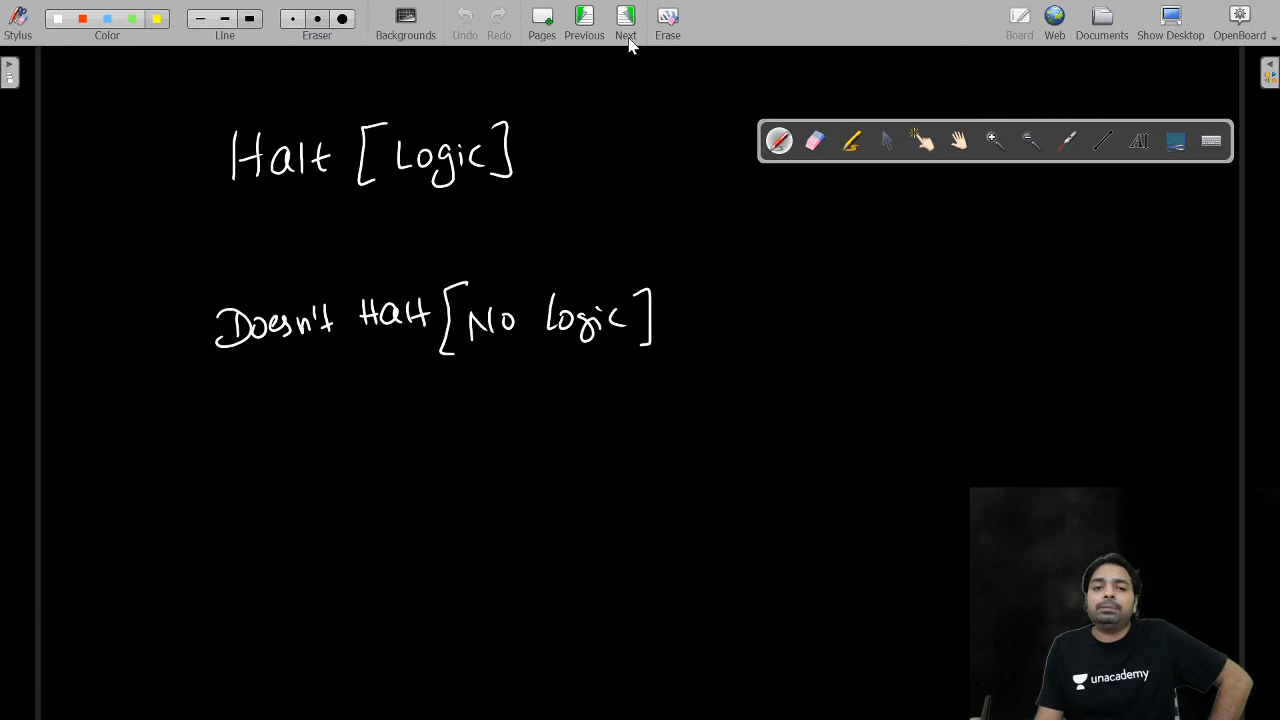 Stylus
Color
Line
Eraser
Backgrounds
Undo
Redo
Pages
Previous
Next
Erase
Board
Web
Documents
Show Desktop
OpenBoard
Halt [Logic]
Doesn't Halt [No Logic]
unacademy